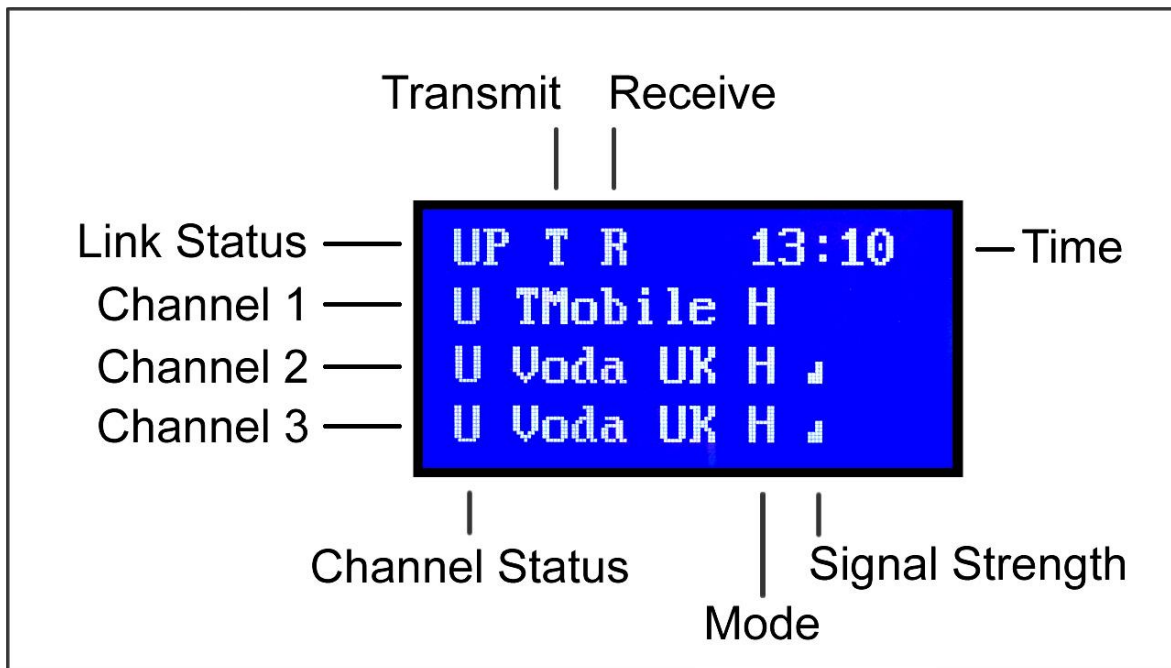 Transmit Receive
Link Status UP T R 13:10 Time
Channel 1 U TMobile H
Channel 2 U Voda UK H
Channel 3 U Voda UK H
Channel Status Signal Strength
Mode